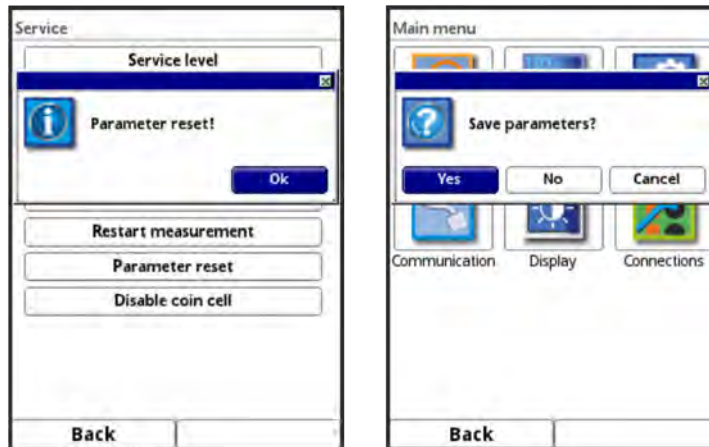 Service
Service level
Parameter reset!
Ok
Restart measurement
Parameter reset
Disable coin cell
Back
Main menu
Save parameters?
Yes
No
Cancel
Communication
Display
Connections
Back